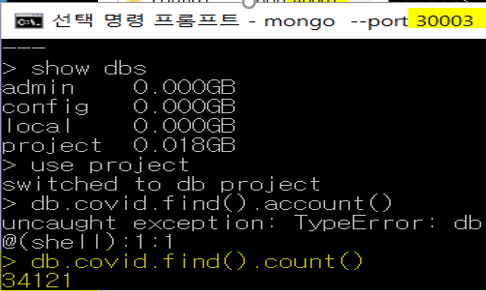 선택 명령 프롬프트 - mongo --port 30003
---
> show dbs
admin 0.000GB
config 0.000GB
local 0.000GB
project 0.018GB
> use project
switched to db project
> db.covid.find().account()
uncaught exception: TypeError: db
@(shell):1:1
> db.covid.find().count()
34121